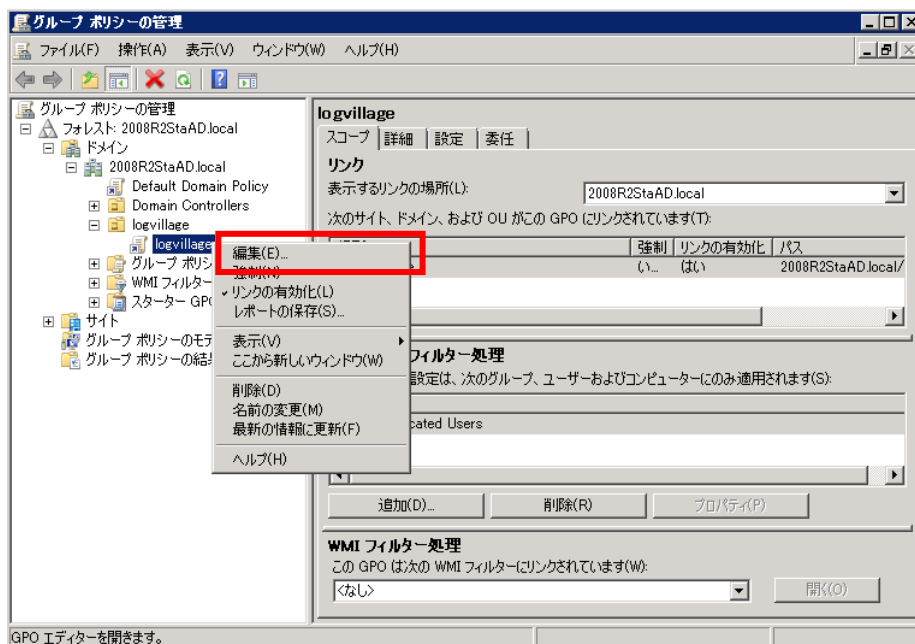 グループ ポリシーの管理
ファイル(F) 操作(A) 表示(V) ウィンドウ(W) ヘルプ(H)
グループ ポリシーの管理
フォレスト: 2008R2StaAD.local
ドメイン
2008R2StaAD.local
Default Domain Policy
Domain Controllers
logvillage
logvillage
グループ ポリシ
WMI フィルター
スターター GP
サイト
グループ ポリシーのモデ
グループ ポリシーの結
編集(E)...
強制(N)
リンクの有効化(L)
レポートの保存(S)...
表示(V)
ここから新しいウィンドウ(W)
削除(D)
名前の変更(M)
最新の情報に更新(F)
ヘルプ(H)
logvillage
スコープ 詳細 設定 委任
リンク
表示するリンクの場所(L): 2008R2StaAD.local
次のサイト、ドメイン、および OU がこの GPO にリンクされています(T):
強制 リンクの有効化 パス
い... はい 2008R2StaAD.local/
フィルター処理
設定は、次のグループ、ユーザーおよびコンピューターにのみ適用されます(S):
cated Users
追加(D)... 削除(R) プロパティ(P)
WMI フィルター処理
この GPO は次の WMI フィルターにリンクされています(W):
<なし> 開く(O)
GPO エディターを開きます。